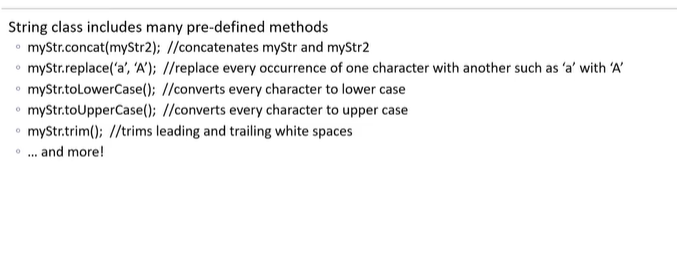 String class includes many pre-defined methods
◦ myStr.concat(myStr2); //concatenates myStr and myStr2
◦ myStr.replace(‘a’, ‘A’); //replace every occurrence of one character with another such as ‘a’ with ‘A’
◦ myStr.toLowerCase(); //converts every character to lower case
◦ myStr.toUpperCase(); //converts every character to upper case
◦ myStr.trim(); //trims leading and trailing white spaces
◦ … and more!